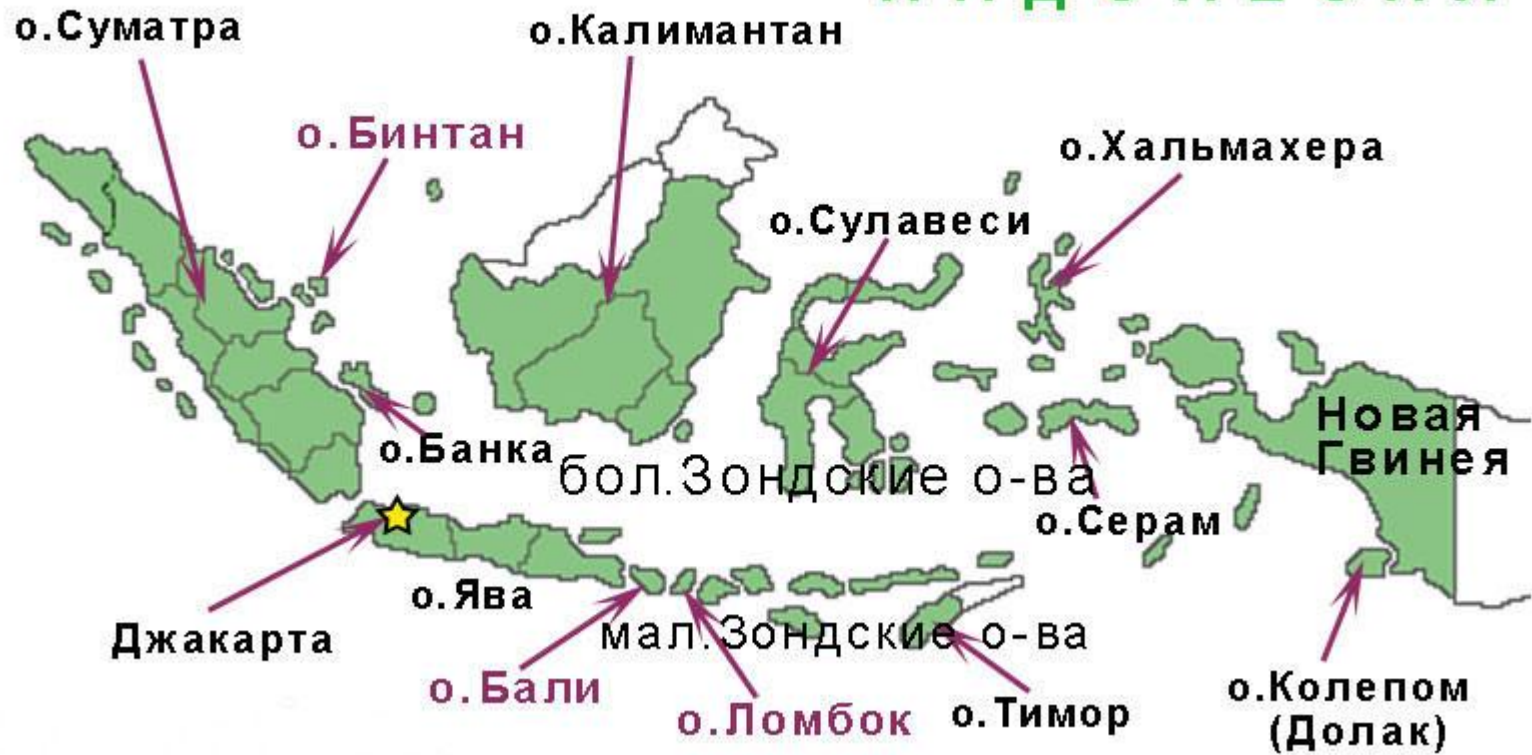 о.Суматра
о.Калимантан
о.Бинтан
о.Хальмахера
о.Сулавеси
Новая
Гвинея
о.Банка
бол.Зондские о-ва
о.Серам
о.Ява
Джакарта
мал.Зондские о-ва
о.Бали
о.Ломбок
о.Тимор
о.Колепом
(Долак)